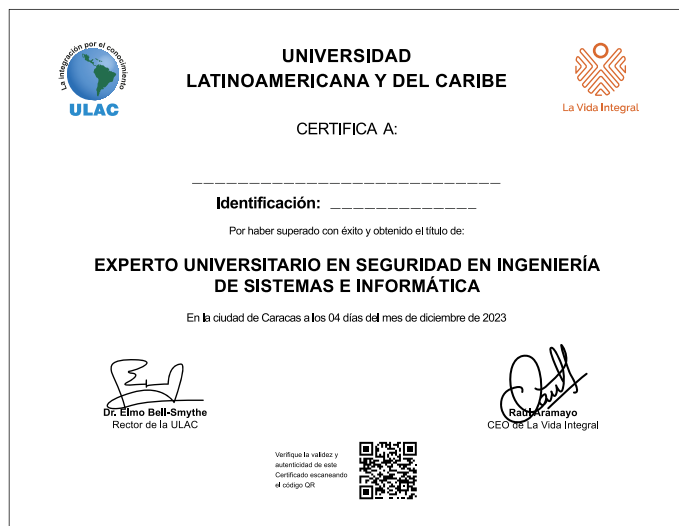 La integración por el conocimiento
ULAC
UNIVERSIDAD
LATINOAMERICANA Y DEL CARIBE
La Vida Integral
CERTIFICA A:
____________________________
Identificación: _____________
Por haber superado con éxito y obtenido el título de:
EXPERTO UNIVERSITARIO EN SEGURIDAD EN INGENIERÍA
DE SISTEMAS E INFORMÁTICA
En la ciudad de Caracas a los 04 días del mes de diciembre de 2023
Dr. Elmo Bell-Smythe
Rector de la ULAC
Raúl Aramayo
CEO de La Vida Integral
Verifique la validez y
autenticidad de este
Certificado escaneando
el código QR